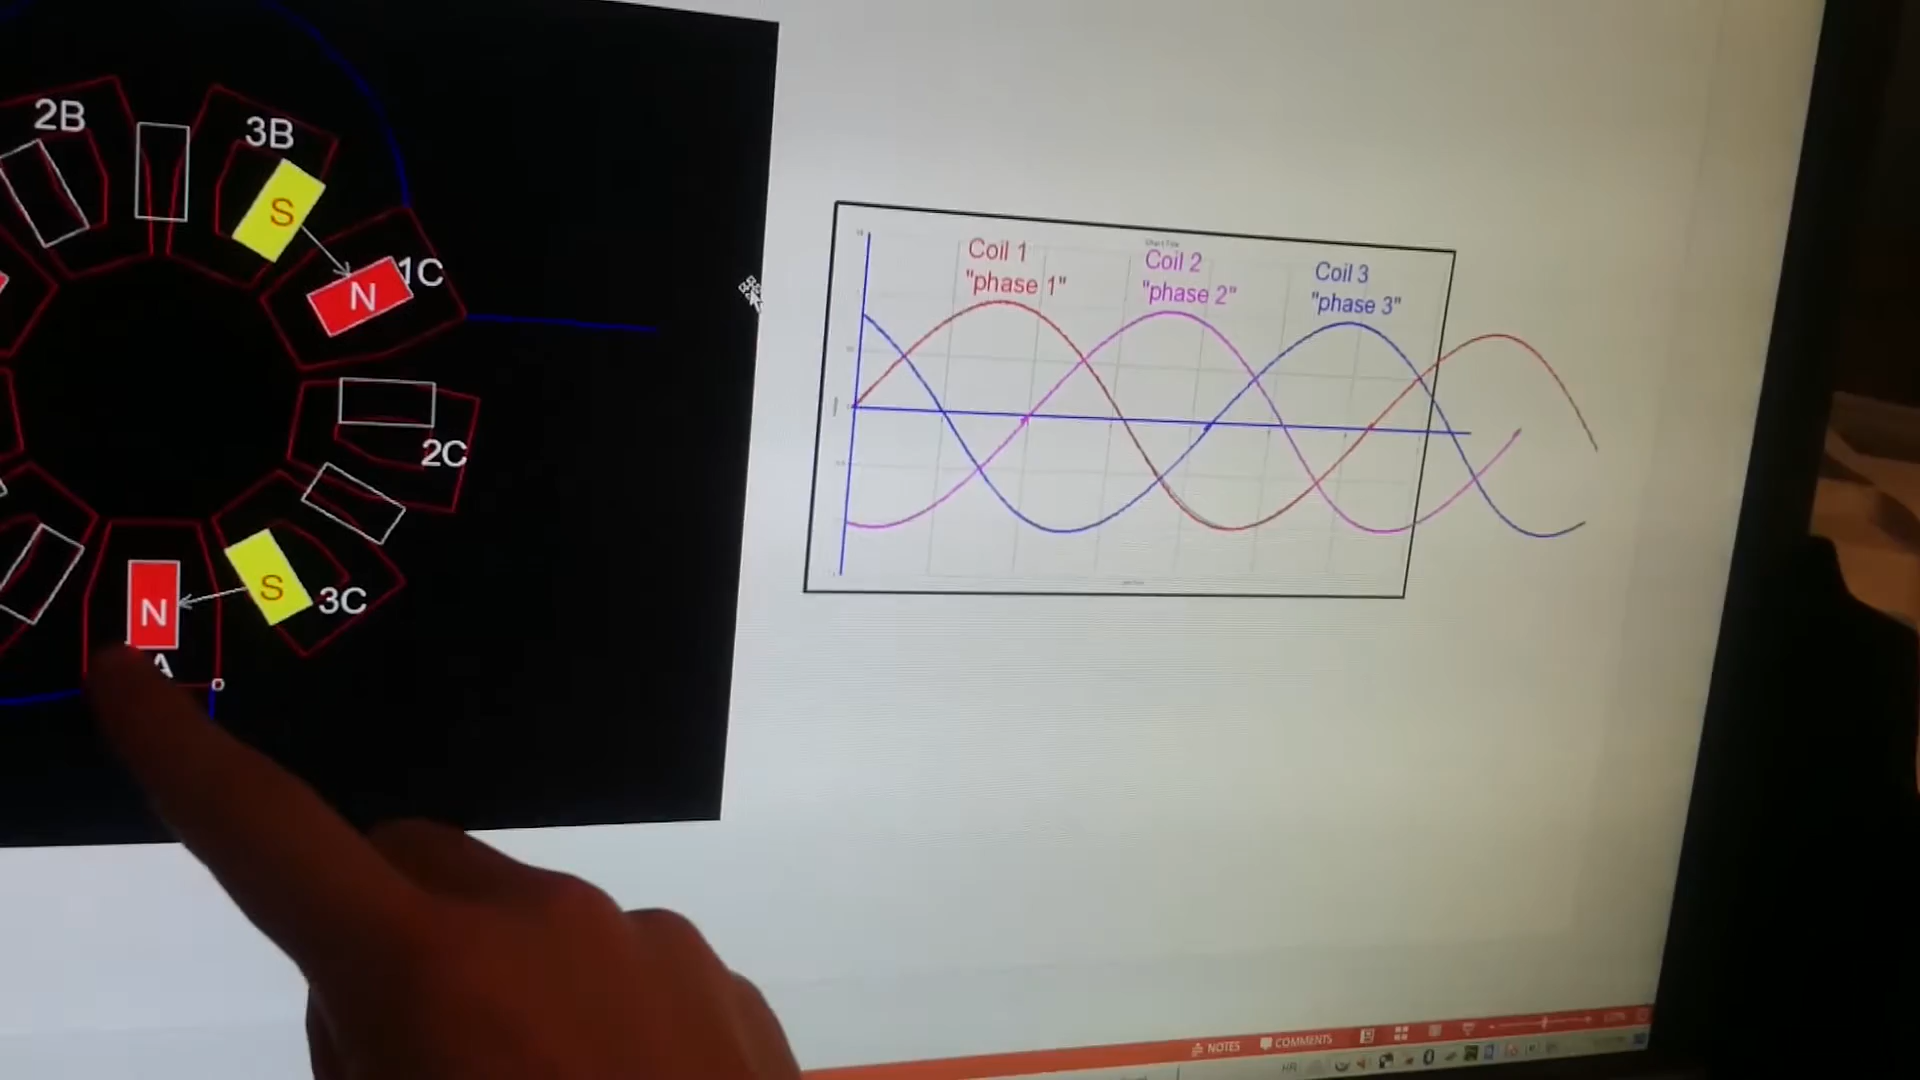 2B
3B
S
1C
N
2C
S
3C
N
A
Coil 1
"phase 1"
Coil 2
"phase 2"
Coil 3
"phase 3"
NOTES
COMMENTS
HR